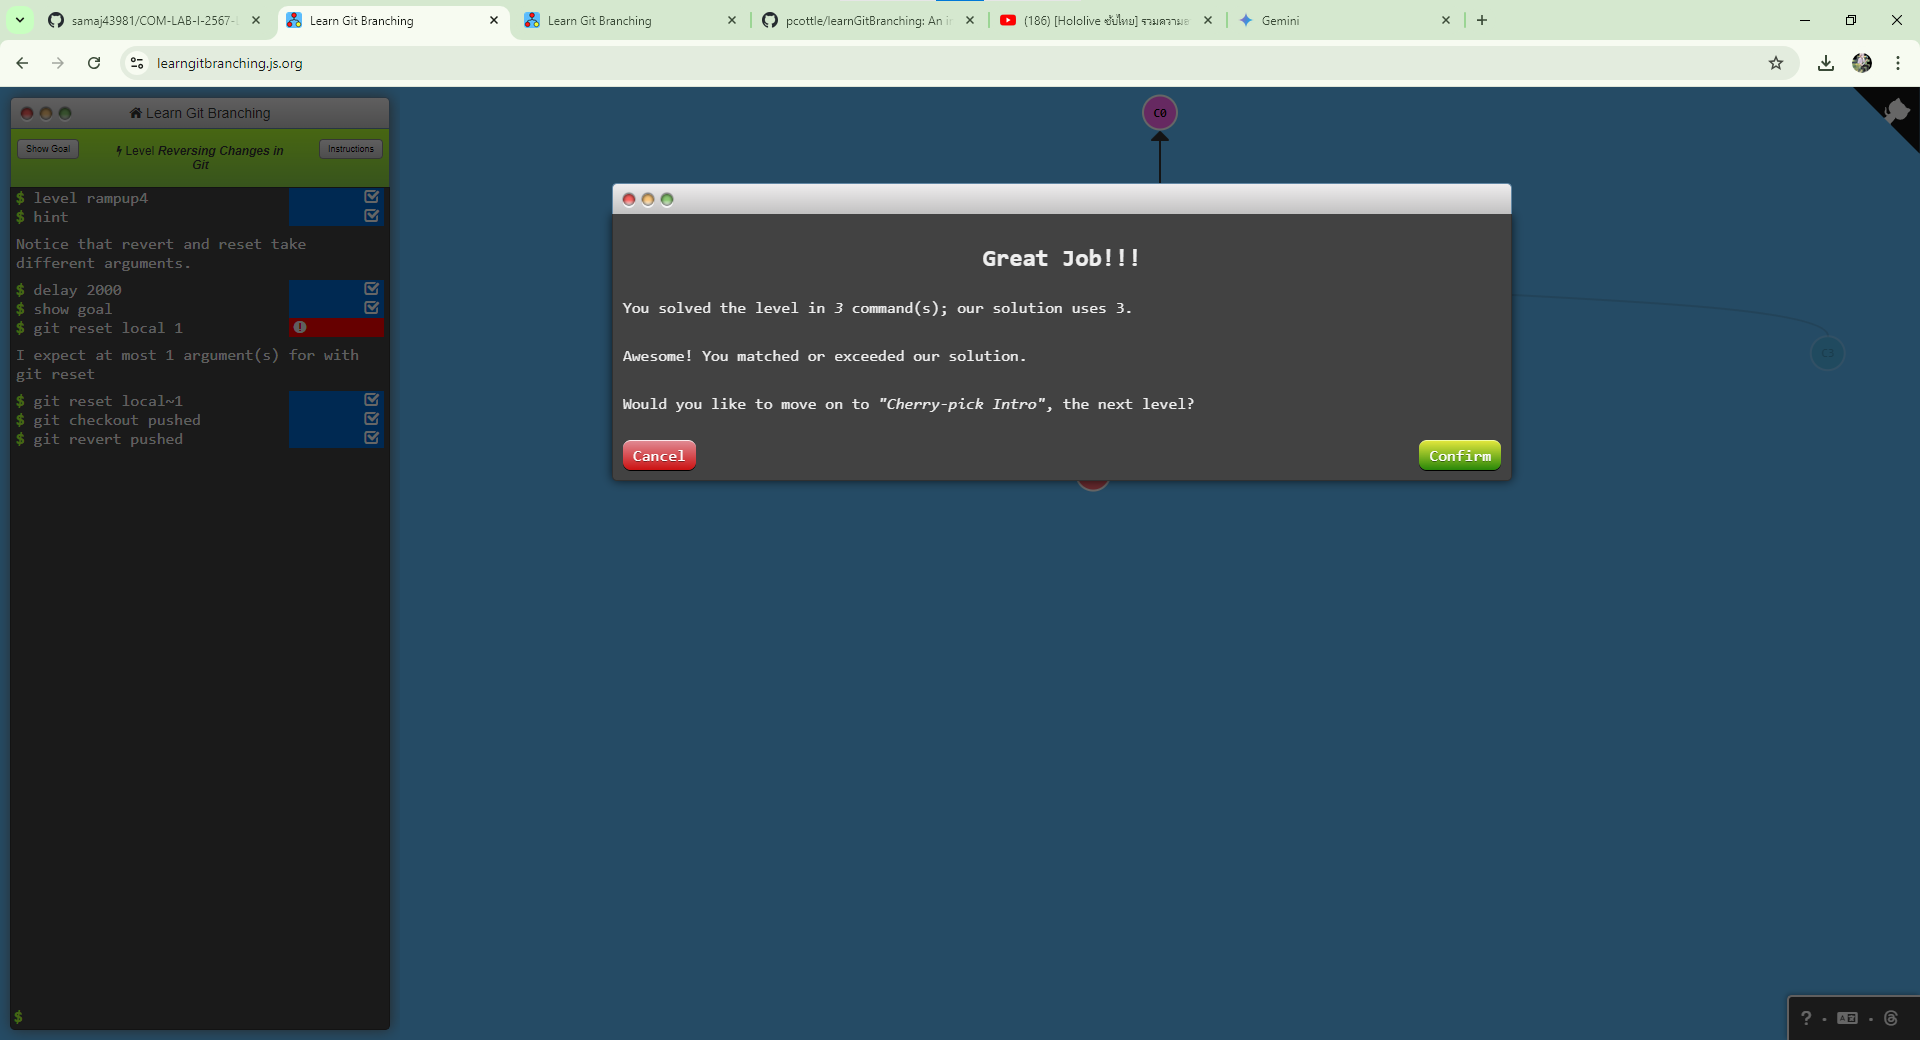 samaj43981/COM-LAB-I-2567-
Learn Git Branching
Learn Git Branching
pcottle/learnGitBranching: An in
(186) [Hololive ซับไทย] รวมความฮ
Gemini
learngitbranching.js.org
Learn Git Branching
Show Goal
Level Reversing Changes in
Git
Instructions
$ level rampup4
$ hint
Notice that revert and reset take
different arguments.
$ delay 2000
$ show goal
$ git reset local 1
I expect at most 1 argument(s) for with
git reset
$ git reset local~1
$ git checkout pushed
$ git revert pushed
$
C0
Great Job!!!
You solved the level in 3 command(s); our solution uses 3.
Awesome! You matched or exceeded our solution.
Would you like to move on to "Cherry-pick Intro", the next level?
Cancel
Confirm